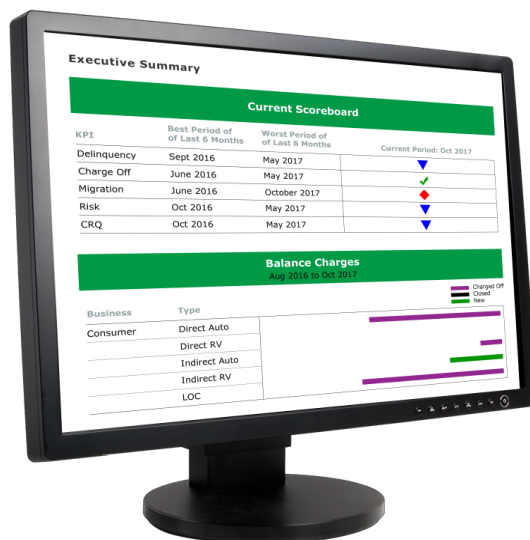 Executive Summary
Current Scoreboard
KPI
Best Period of
of Last 6 Months
Worst Period of
of Last 6 Months
Current Period: Oct 2017
Delinquency Sept 2016 May 2017
Charge Off June 2016 May 2017
Migration June 2016 October 2017
Risk Oct 2016 May 2017
CRQ Oct 2016 May 2017
Balance Charges
Aug 2016 to Oct 2017
Charged Off
Closed
New
Business Type
Consumer Direct Auto
Direct RV
Indirect Auto
Indirect RV
LOC